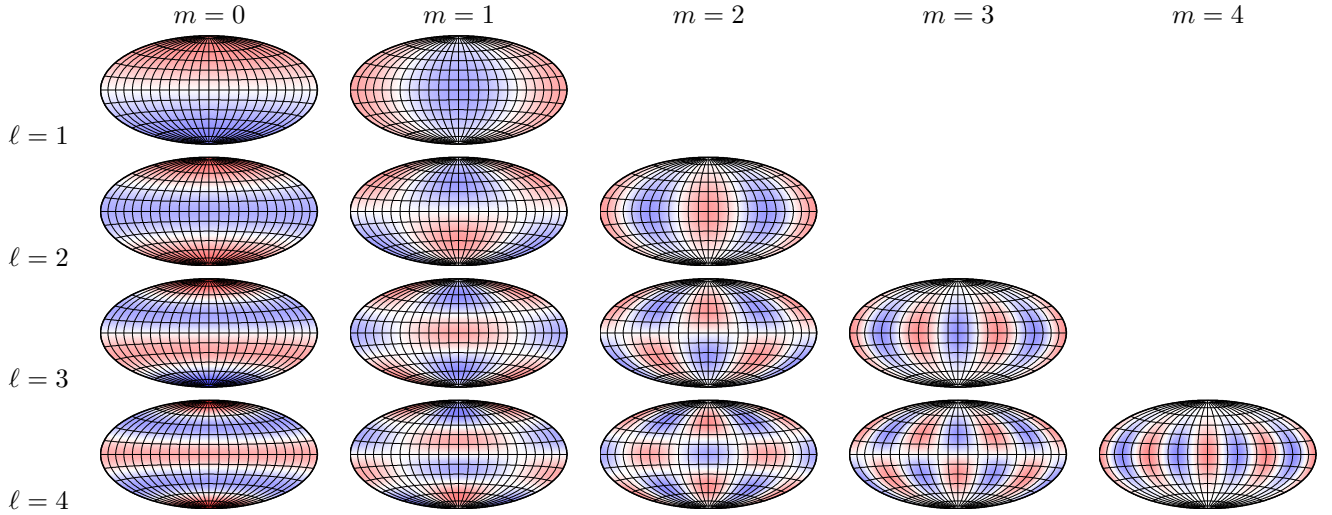 m = 0 m = 1 m = 2 m = 3 m = 4
ℓ = 1
ℓ = 2
ℓ = 3
ℓ = 4